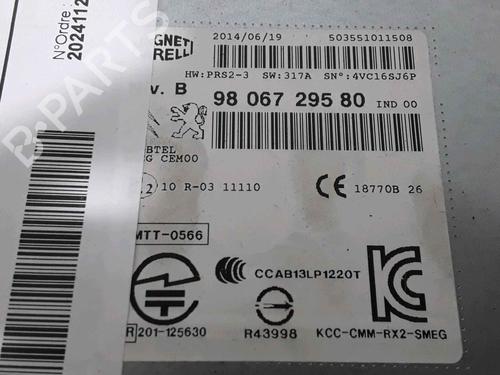 N°Ordre :
20241112
B-PARTS
GNETI
RELLI
2014/06/19 503551011508
HW:PRS2-3 SW:317A SN°:4VC16SJ6P
v. B 98 067 295 80 IND 00
BTEL
G CEM00
.2 10 R-03 11110 CE 18770B 26
MTT-0566
CCAB13LP1220T
R 201-125630 R43998 KCC-CMM-RX2-SMEG